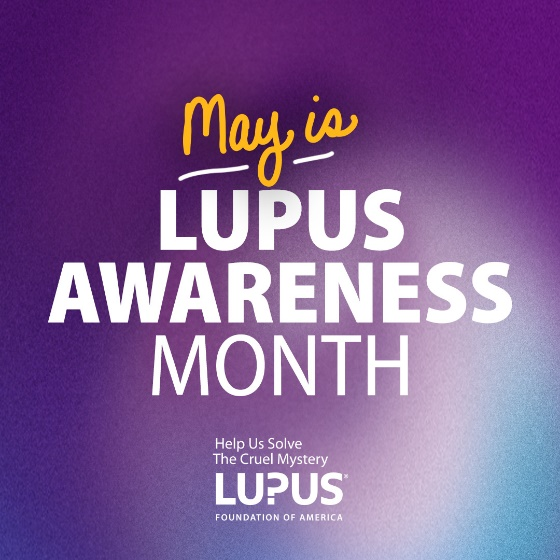 May is
LUPUS
AWARENESS
MONTH
Help Us Solve
The Cruel Mystery
LUPUS
FOUNDATION OF AMERICA